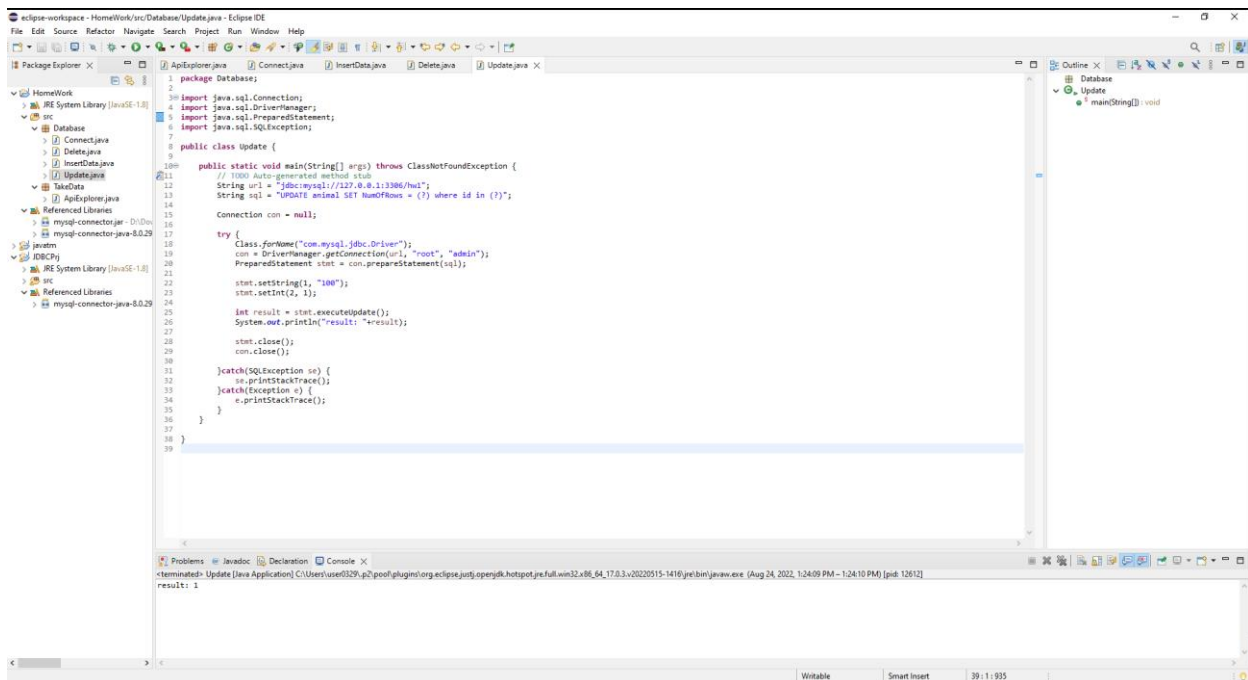 eclipse-workspace - HomeWork/src/Database/Update.java - Eclipse IDE
File Edit Source Refactor Navigate Search Project Run Window Help
Package Explorer
HomeWork
JRE System Library [JavaSE-1.8]
src
Database
Connect.java
Delete.java
InsertData.java
Update.java
TakeData
ApiExplorer.java
Referenced Libraries
mysql-connector.jar - D:\Dov
mysql-connector-java-8.0.29
javatm
JDBCPrj
JRE System Library [JavaSE-1.8]
src
Referenced Libraries
mysql-connector-java-8.0.29
ApiExplorer.java Connect.java InsertData.java Delete.java Update.java
1 package Database;
2
3 import java.sql.Connection;
4 import java.sql.DriverManager;
5 import java.sql.PreparedStatement;
6 import java.sql.SQLException;
7
8 public class Update {
9
10 public static void main(String[] args) throws ClassNotFoundException {
11 // TODO Auto-generated method stub
12 String url = "jdbc:mysql://127.0.0.1:3306/hw1";
13 String sql = "UPDATE animal SET NumOfRows = (?) where id in (?)";
14
15 Connection con = null;
16
17 try {
18 Class.forName("com.mysql.jdbc.Driver");
19 con = DriverManager.getConnection(url, "root", "admin");
20 PreparedStatement stmt = con.prepareStatement(sql);
21
22 stmt.setString(1, "100");
23 stmt.setInt(2, 1);
24
25 int result = stmt.executeUpdate();
26 System.out.println("result: "+result);
27
28 stmt.close();
29 con.close();
30
31 }catch(SQLException se) {
32 se.printStackTrace();
33 }catch(Exception e) {
34 e.printStackTrace();
35 }
36 }
37
38 }
39
Outline
Database
Update
main(String[]) : void
Problems Javadoc Declaration Console
<terminated> Update [Java Application] C:\Users\user0329\.p2\pool\plugins\org.eclipse.justj.openjdk.hotspot.jre.full.win32.x86_64_17.0.3.v20220515-1416\jre\bin\javaw.exe (Aug 24, 2022, 1:24:09 PM – 1:24:10 PM) [pid: 12612]
result: 1
Writable Smart Insert 39 : 1 : 935